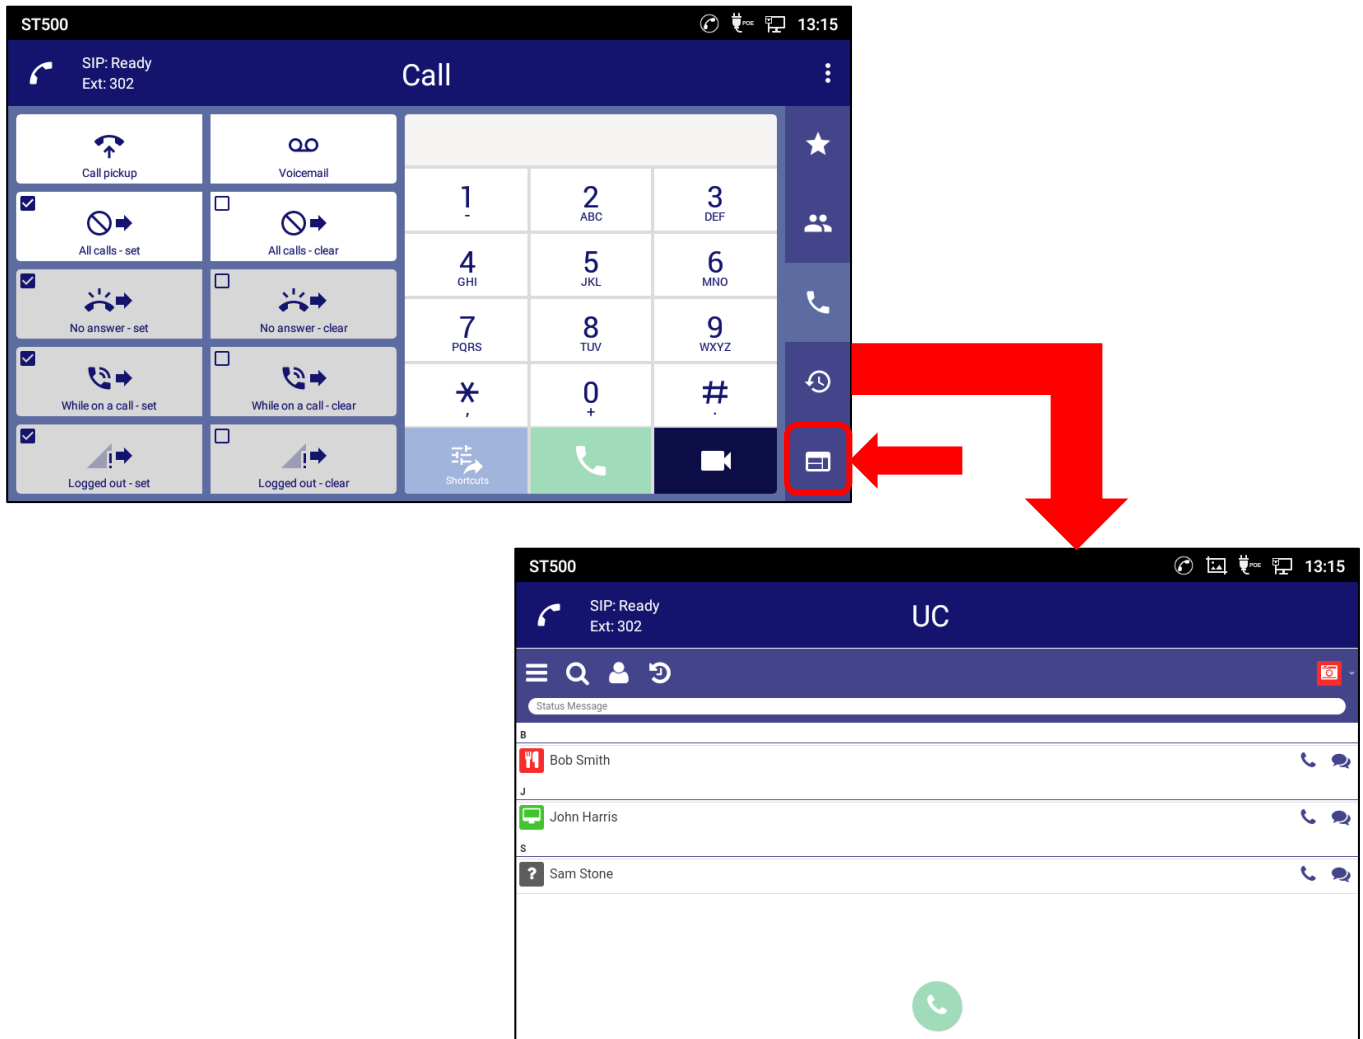 ST500
POE
13:15
SIP: Ready
Ext: 302
Call
Call pickup
Voicemail
All calls - set
All calls - clear
No answer - set
No answer - clear
While on a call - set
While on a call - clear
Logged out - set
Logged out - clear
1
-
2
ABC
3
DEF
4
GHI
5
JKL
6
MNO
7
PQRS
8
TUV
9
WXYZ
*
,
0
+
#
.
Shortcuts
ST500
POE
13:15
SIP: Ready
Ext: 302
UC
Status Message
B
Bob Smith
J
John Harris
S
? Sam Stone